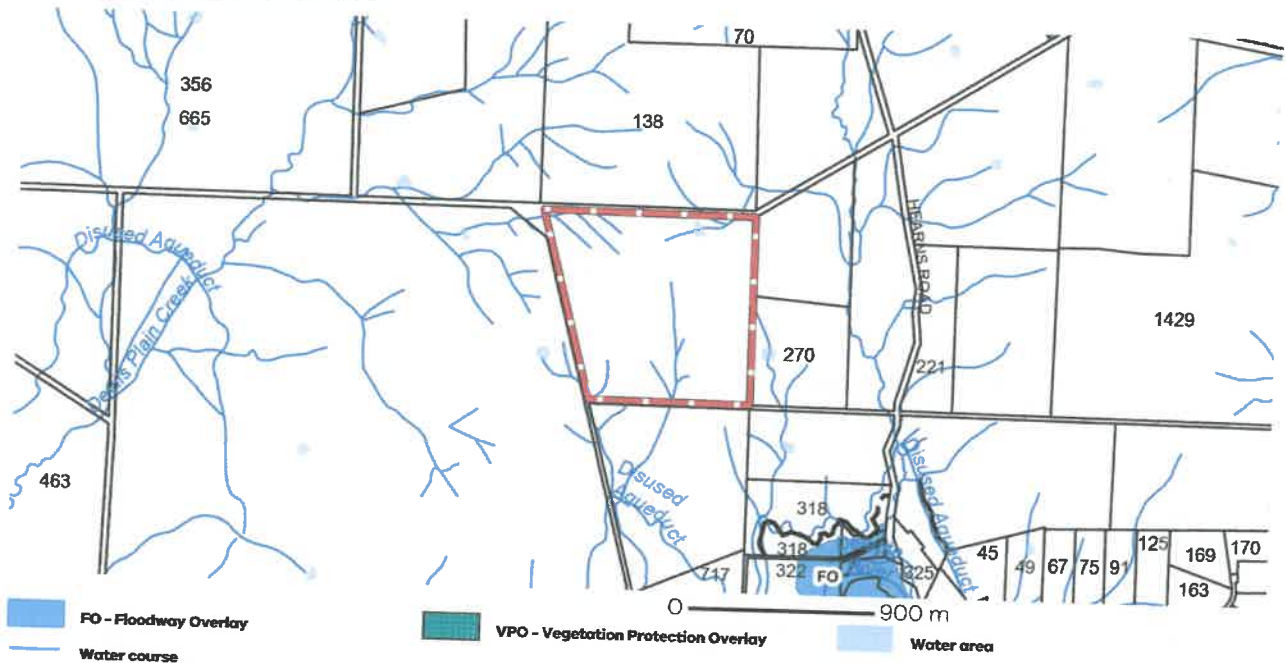 70
356
665
138
HEARNS ROAD
Disused Aqueduct
Deans Plain Creek
1429
270
221
463
Disused
Aqueduct
Disused Aqueduct
318
318
322
FO
325
717
45
49
67
75
91
125
169
170
163
0
900 m
FO - Floodway Overlay
VPO - Vegetation Protection Overlay
Water area
Water course